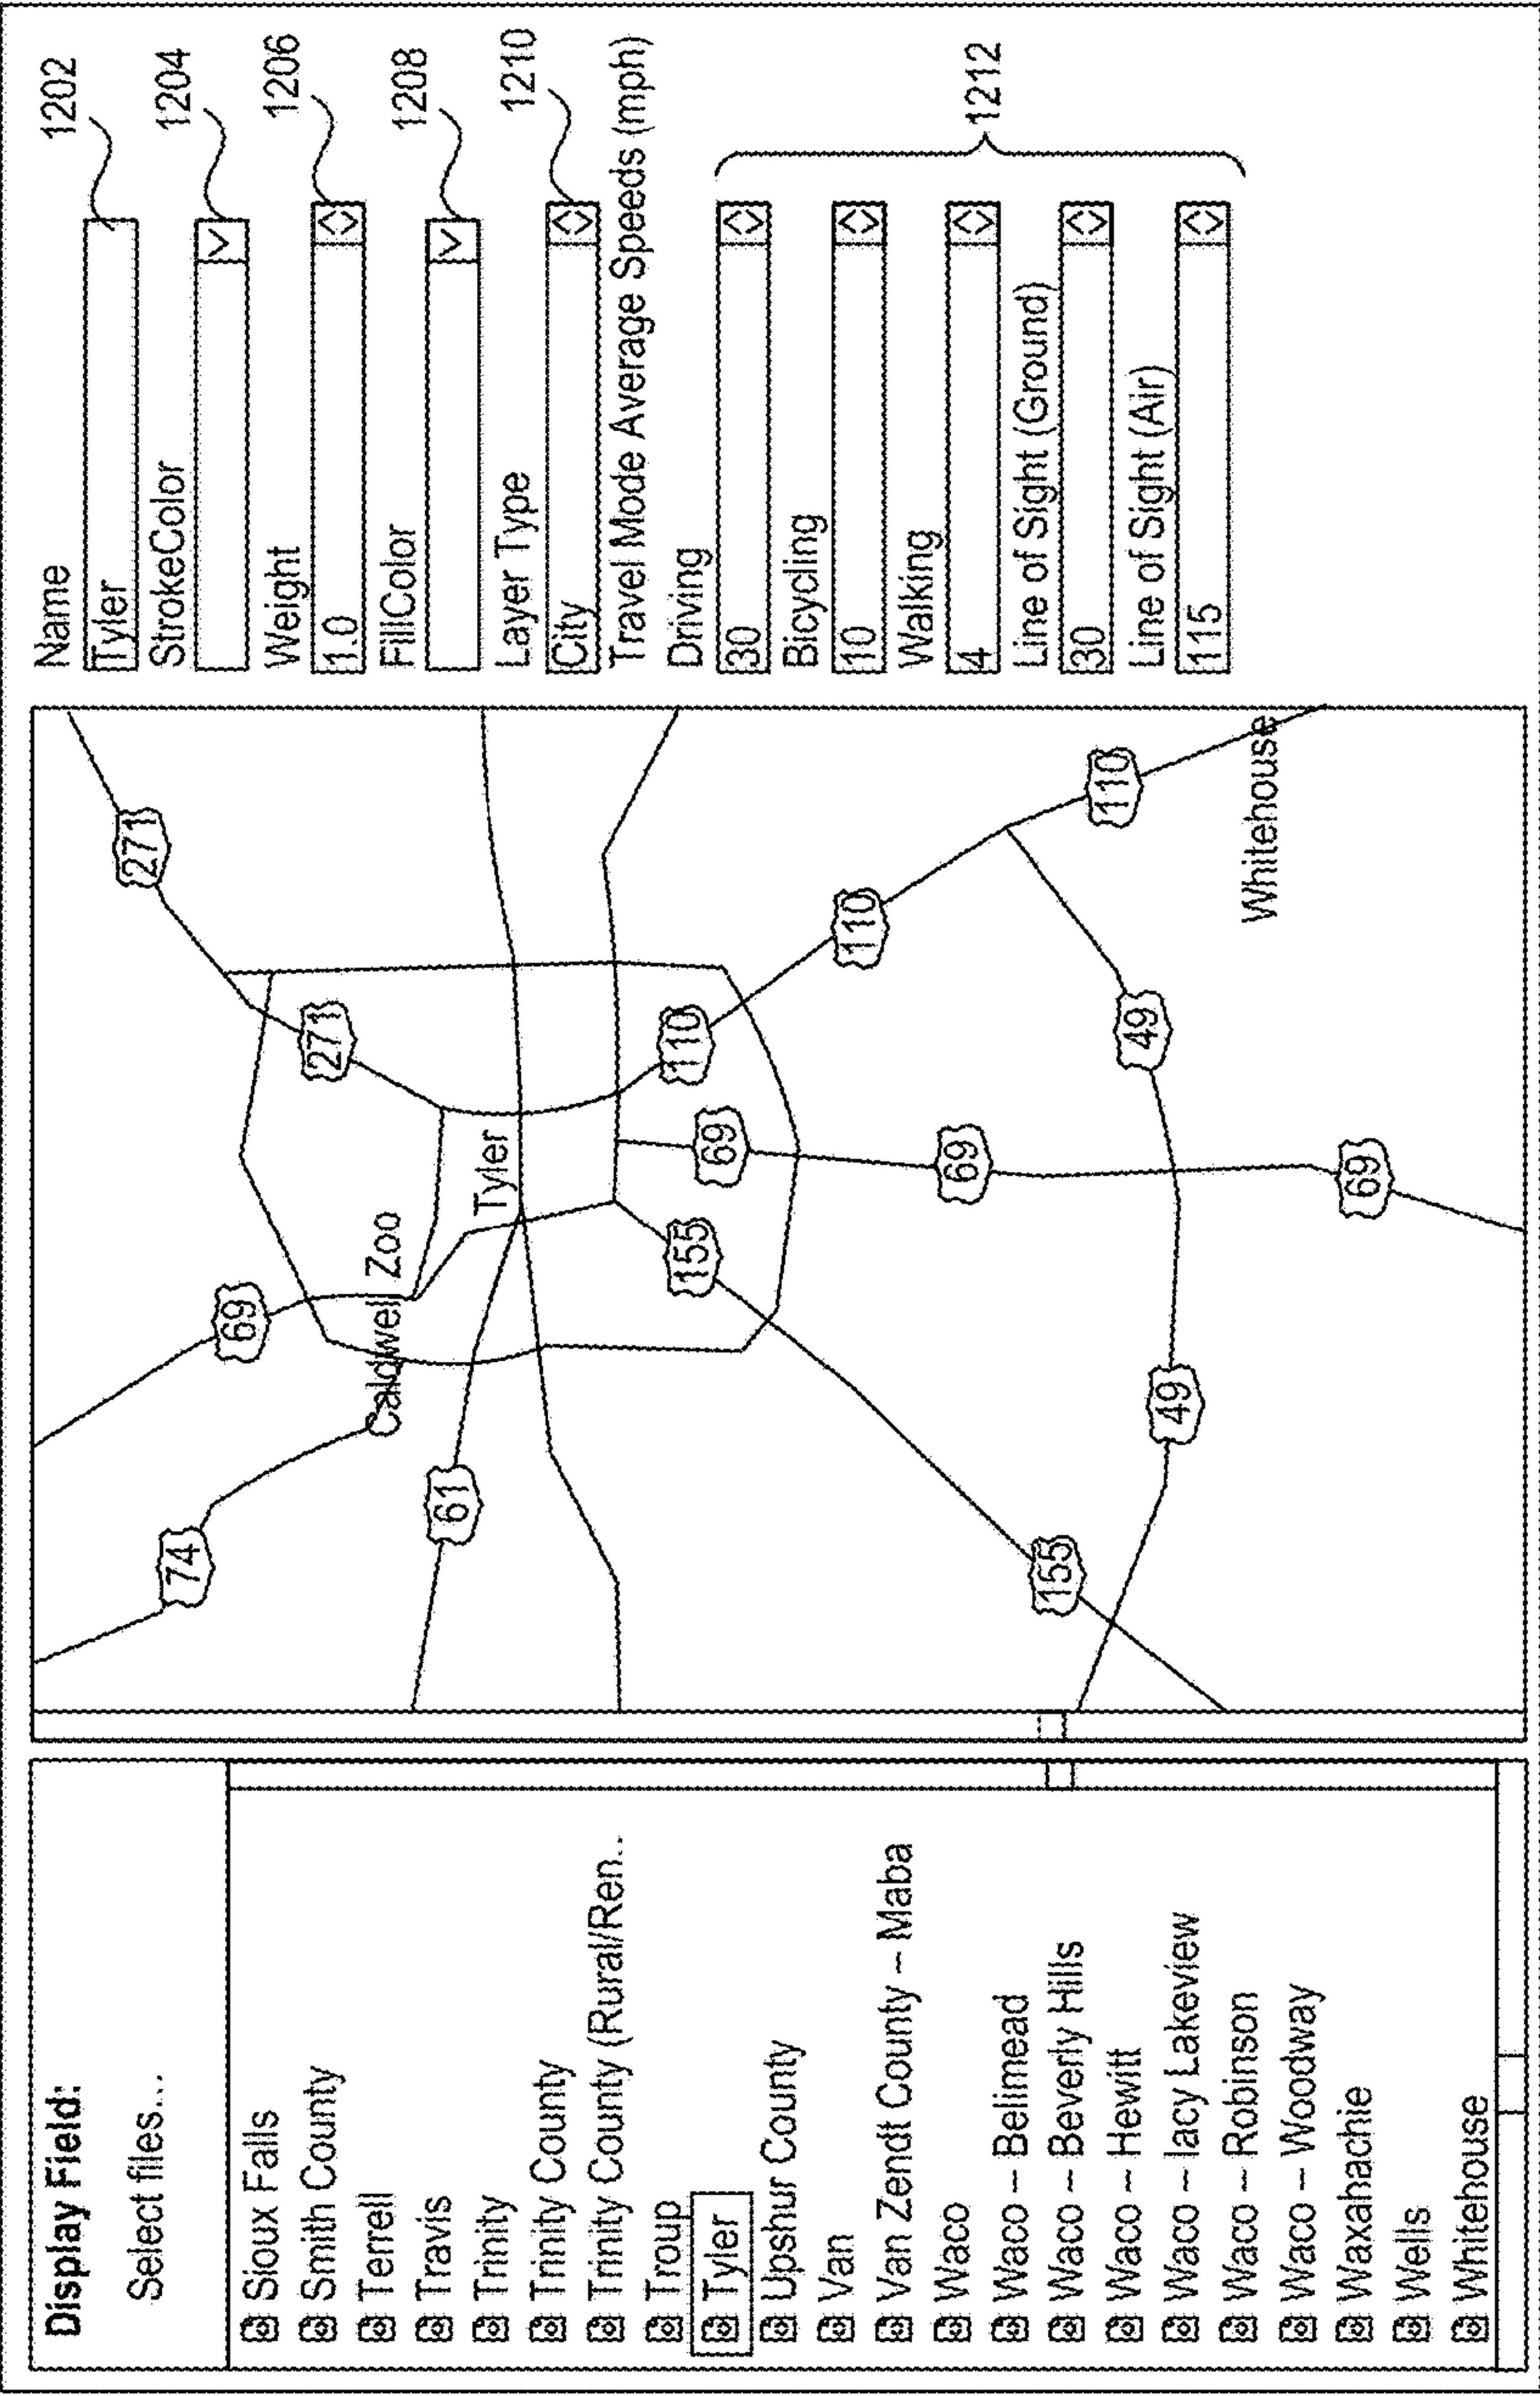 Display Field:
Select files...
Sioux Falls
Smith County
Terrell
Travis
Trinity
Trinity County
Trinity County (Rural/Ren..
Troup
Tyler
Upshur County
Van
Van Zendt County – Maba
Waco
Waco – Belimead
Waco – Beverly Hills
Waco – Hewitt
Waco – lacy Lakeview
Waco – Robinson
Waco – Woodway
Waxahachie
Wells
Whitehouse
271
271
69
74
Caldwell Zoo
61
Tyler
110
69
155
110
69
110
49
155
49
Whitehouse
69
Name
1202
Tyler
StrokeColor
1204
Weight
1206
1.0
FillColor
1208
Layer Type
1210
City
Travel Mode Average Speeds (mph)
Driving
30
Bicycling
10
Walking
4
1212
Line of Sight (Ground)
30
Line of Sight (Air)
115